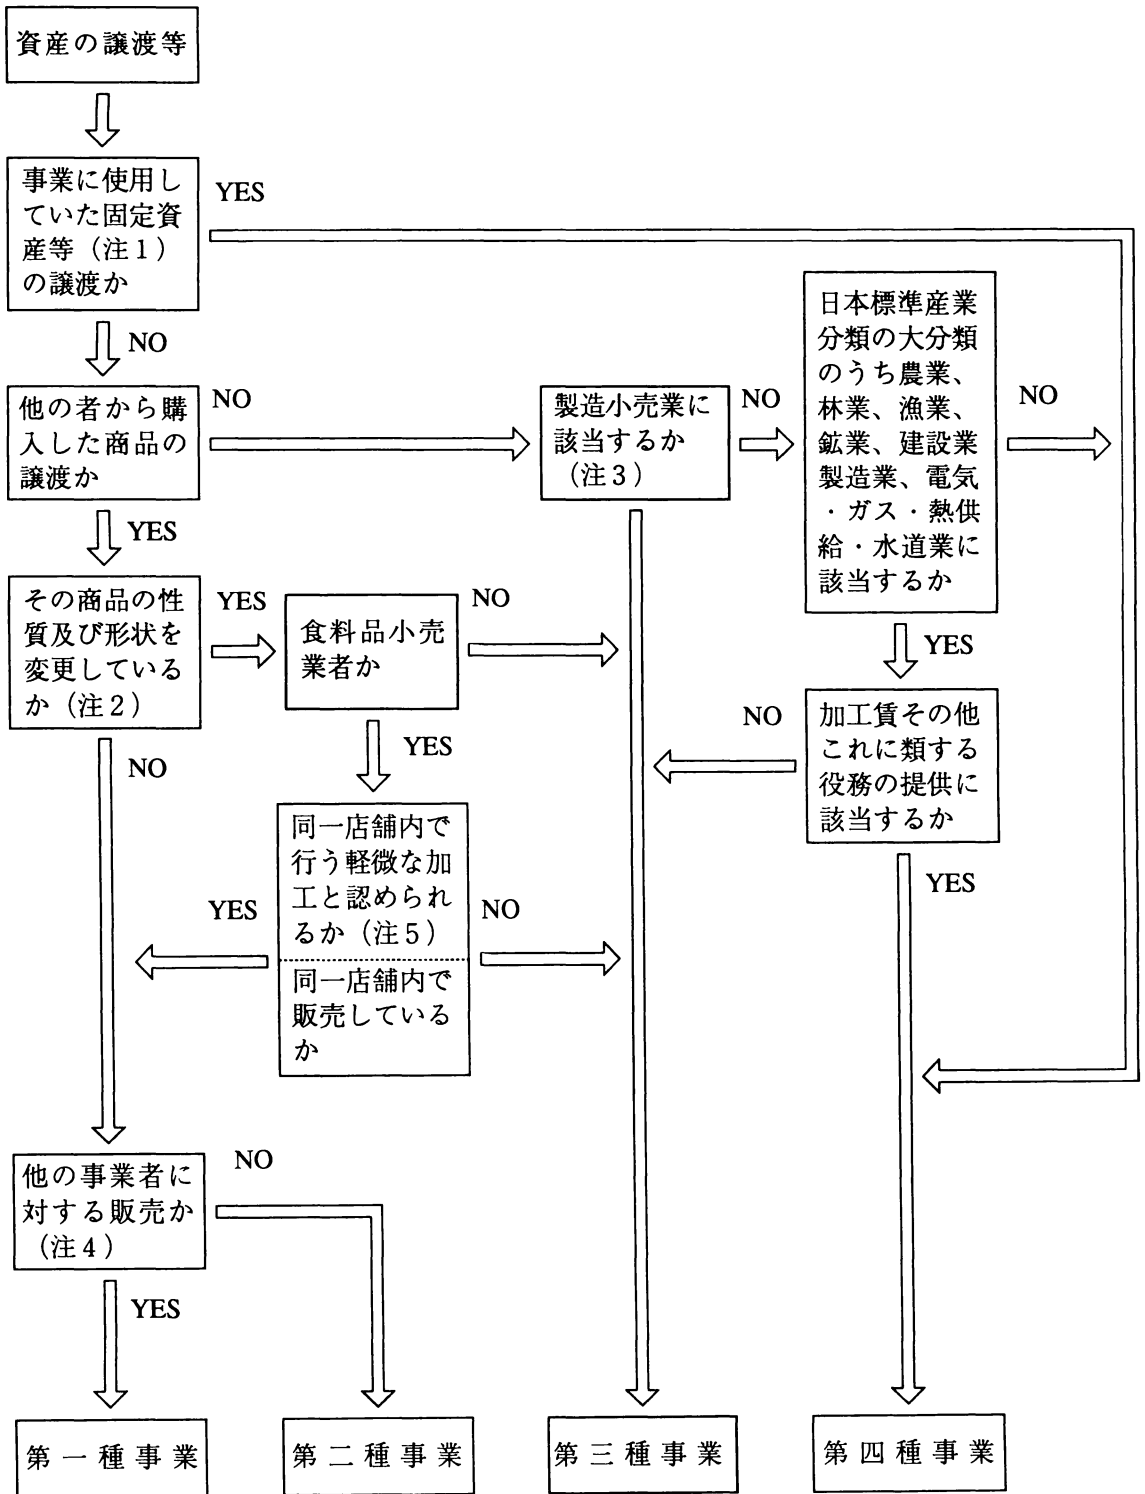 資産の譲渡等
事業に使用し
ていた固定資
産等（注１）
の譲渡か
YES
NO
他の者から購
入した商品の
譲渡か
NO
製造小売業に
該当するか
（注３）
NO
日本標準産業
分類の大分類
のうち農業、
林業、漁業、
鉱業、建設業
製造業、電気
・ガス・熱供
給・水道業に
該当するか
NO
YES
その商品の性
質及び形状を
変更している
か（注２）
YES
食料品小売
業者か
NO
YES
加工賃その他
これに類する
役務の提供に
該当するか
NO
NO
YES
同一店舗内で
行う軽微な加
工と認められ
るか（注５）
同一店舗内で
販売している
か
YES
NO
YES
他の事業者に
対する販売か
（注４）
NO
YES
第一種事業
第二種事業
第三種事業
第四種事業